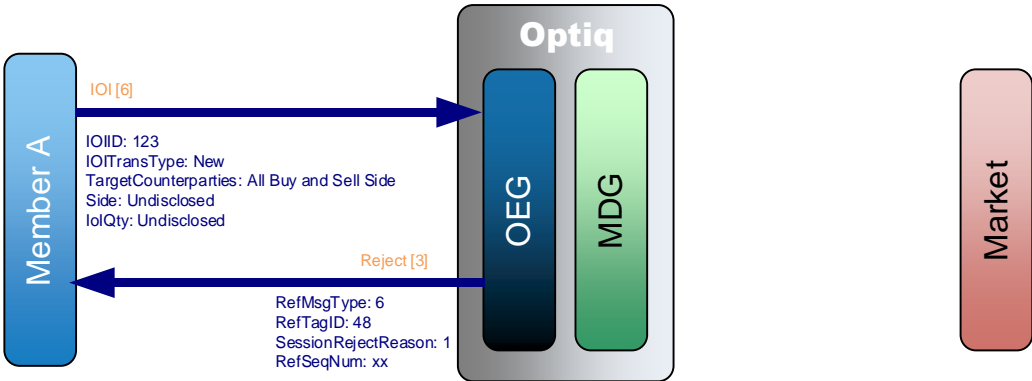 Optiq
IOI [6]
IOIID: 123
IOITransType: New
TargetCounterparties: All Buy and Sell Side
Side: Undisclosed
IoIQty: Undisclosed
Member A
OEG
MDG
Market
Reject [3]
RefMsgType: 6
RefTagID: 48
SessionRejectReason: 1
RefSeqNum: xx